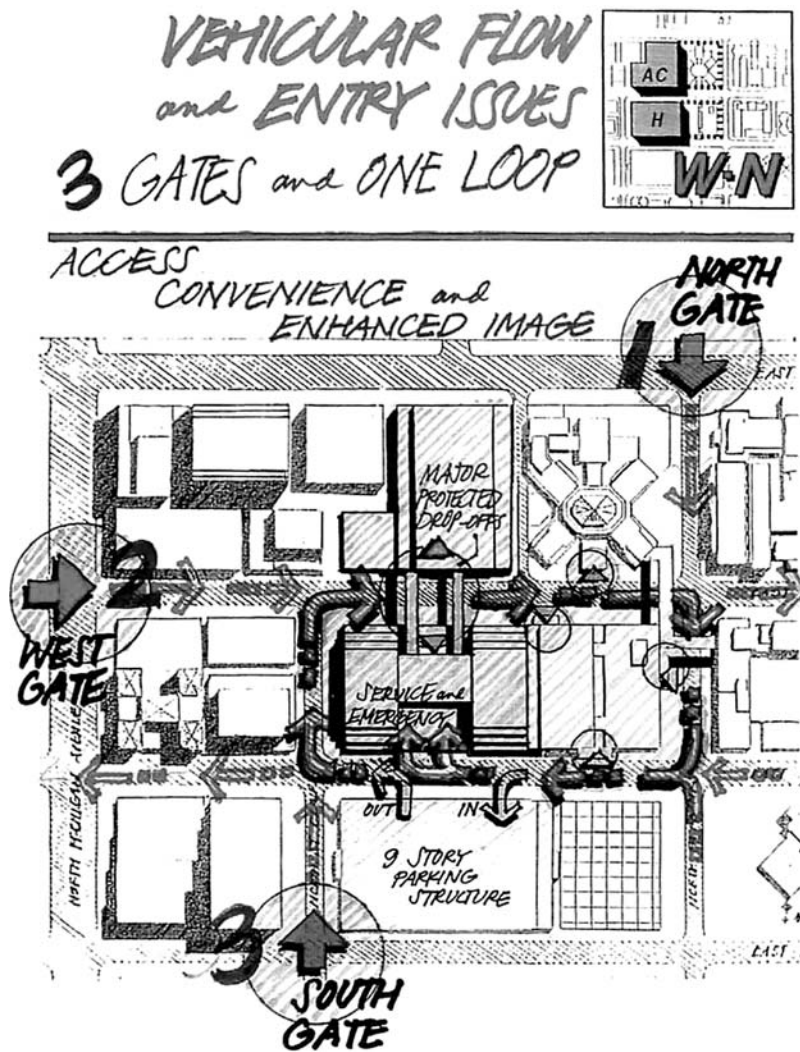 VEHICULAR FLOW
and ENTRY ISSUES
3 GATES and ONE LOOP
AC
H
W·N
ACCESS
CONVENIENCE and
ENHANCED IMAGE
NORTH
GATE
1
EAST
MAJOR
PROTECTED
DROP-OFFS
2
WEST
GATE
SERVICE and
EMERGENCY
NORTH MICHIGAN AVENUE
OUT
IN
9 STORY
PARKING
STRUCTURE
3
EAST
SOUTH
GATE